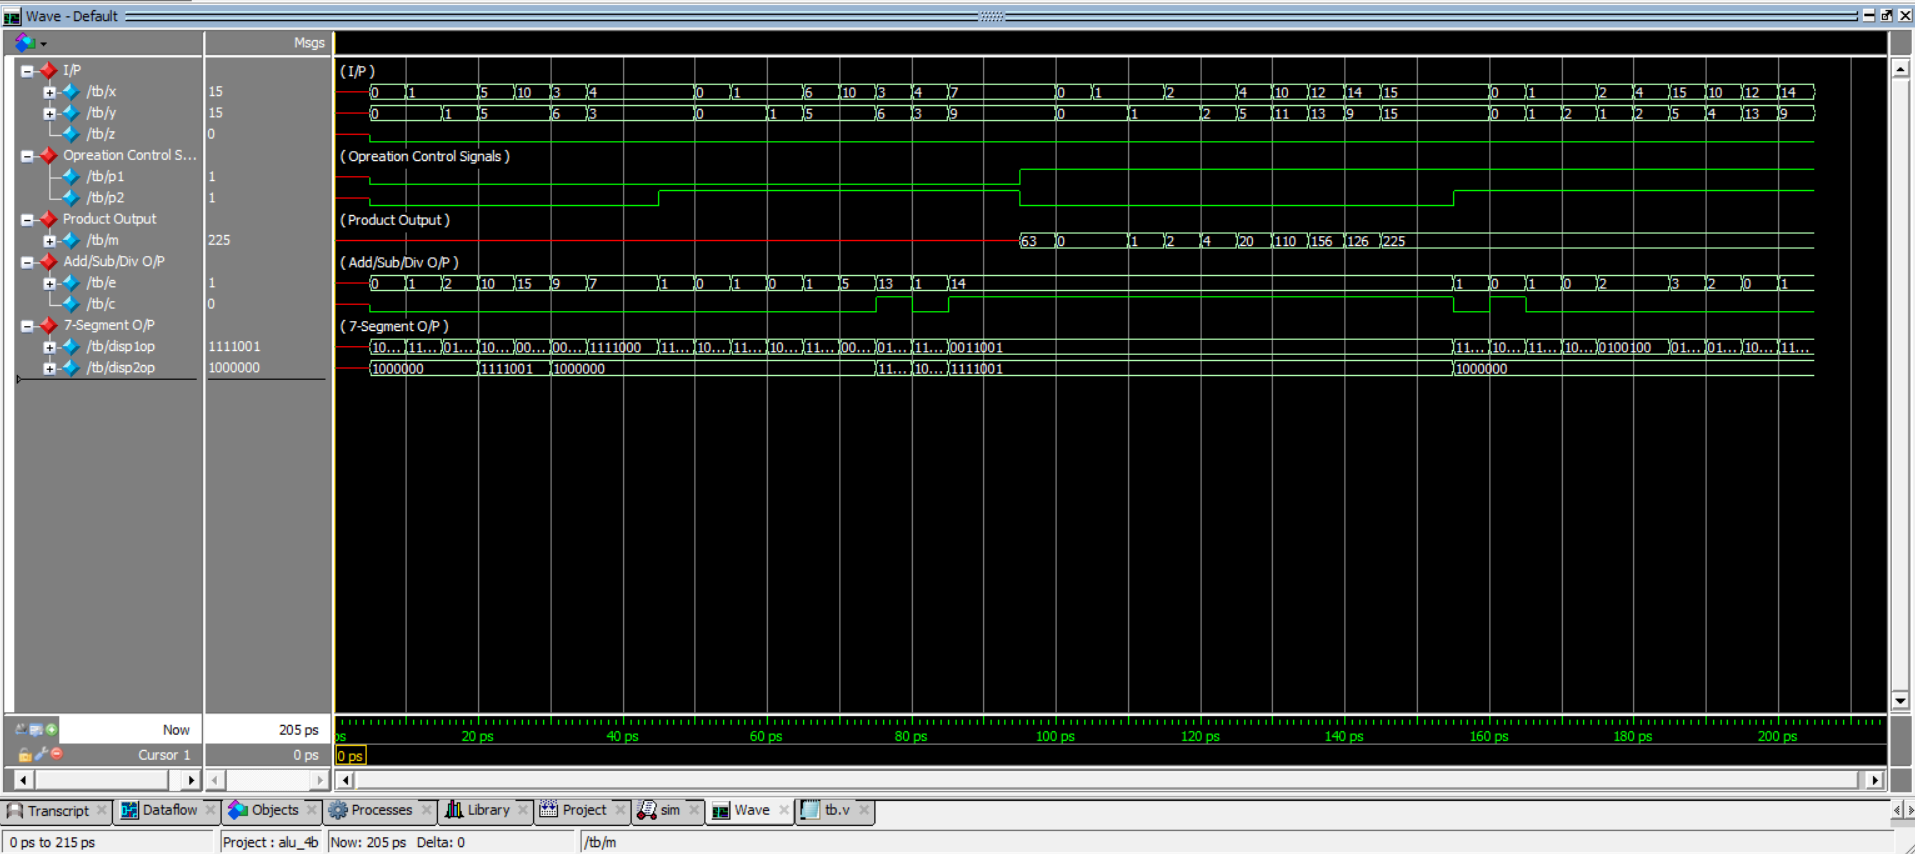 Wave - Default
Msgs
I/P
(I/P)
/tb/x 15 0 1 5 10 3 4 0 1 6 10 3 4 7 0 1 2 4 10 12 14 15 0 1 2 4 15 10 12 14
/tb/y 15 0 1 5 6 3 0 1 5 6 3 9 0 1 2 5 11 13 9 15 0 1 2 1 2 5 4 13 9
/tb/z 0
Opreation Control S... (Opreation Control Signals)
/tb/p1 1
/tb/p2 1
Product Output (Product Output)
/tb/m 225 63 0 1 2 4 20 110 156 126 225
Add/Sub/Div O/P (Add/Sub/Div O/P)
/tb/e 1 0 1 2 10 15 9 7 1 0 1 0 1 5 13 1 14 1 0 1 0 2 3 2 0 1
/tb/c 0
7-Segment O/P (7-Segment O/P)
/tb/disp1op 1111001 10... 11... 01... 10... 00... 00... 1111000 11... 10... 11... 10... 11... 00... 01... 11... 0011001 11... 10... 11... 10... 0100100 01... 01... 10... 11...
/tb/disp2op 1000000 1000000 1111001 1000000 11... 10... 1111001 1000000
Now 205 ps ps 20 ps 40 ps 60 ps 80 ps 100 ps 120 ps 140 ps 160 ps 180 ps 200 ps
Cursor 1 0 ps 0 ps
Transcript Dataflow Objects Processes Library Project sim Wave tb.v
0 ps to 215 ps Project : alu_4b Now: 205 ps Delta: 0 /tb/m